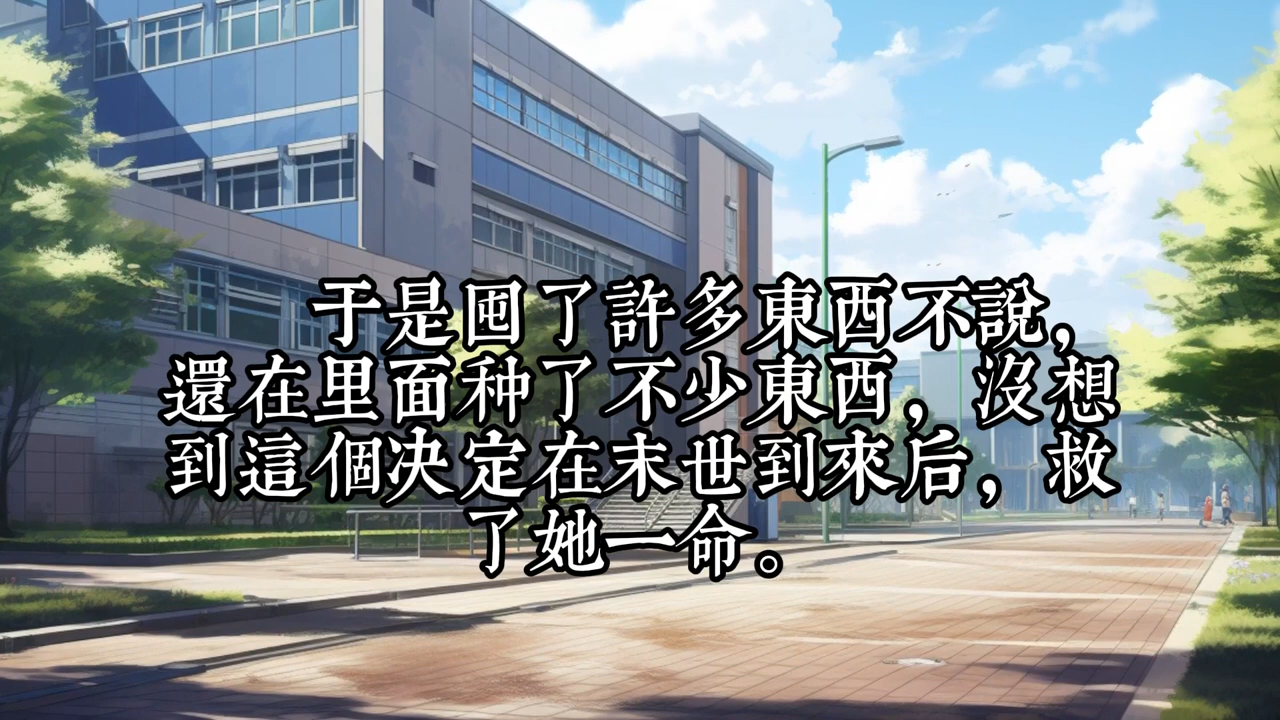 于是囤了許多東西不說，
還在里面种了不少東西，沒想
到這個决定在末世到來后，救
了她一命。